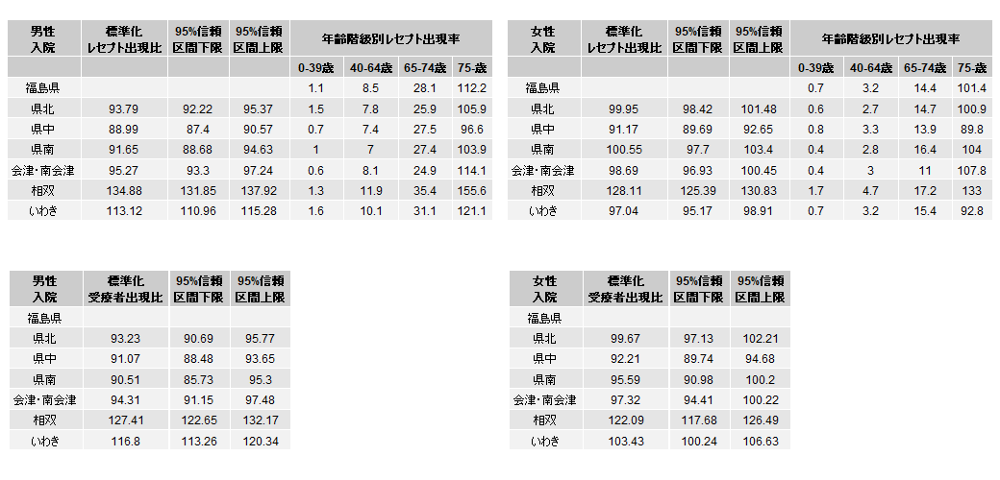 男性 入院 標準化 レセプト出現比 95%信頼 区間下限 95%信頼 区間上限 年齢階級別レセプト出現率
0-39歳 40-64歳 65-74歳 75-歳
福島県 1.1 8.5 28.1 112.2
県北 93.79 92.22 95.37 1.5 7.8 25.9 105.9
県中 88.99 87.4 90.57 0.7 7.4 27.5 96.6
県南 91.65 88.68 94.63 1 7 27.4 103.9
会津・南会津 95.27 93.3 97.24 0.6 8.1 24.9 114.1
相双 134.88 131.85 137.92 1.3 11.9 35.4 155.6
いわき 113.12 110.96 115.28 1.6 10.1 31.1 121.1
女性 入院 標準化 レセプト出現比 95%信頼 区間下限 95%信頼 区間上限 年齢階級別レセプト出現率
0-39歳 40-64歳 65-74歳 75-歳
福島県 0.7 3.2 14.4 101.4
県北 99.95 98.42 101.48 0.6 2.7 14.7 100.9
県中 91.17 89.69 92.65 0.8 3.3 13.9 89.8
県南 100.55 97.7 103.4 0.4 2.8 16.4 104
会津・南会津 98.69 96.93 100.45 0.4 3 11 107.8
相双 128.11 125.39 130.83 1.7 4.7 17.2 133
いわき 97.04 95.17 98.91 0.7 3.2 15.4 92.8
男性 入院 標準化 受療者出現比 95%信頼 区間下限 95%信頼 区間上限
福島県
県北 93.23 90.69 95.77
県中 91.07 88.48 93.65
県南 90.51 85.73 95.3
会津・南会津 94.31 91.15 97.48
相双 127.41 122.65 132.17
いわき 116.8 113.26 120.34
女性 入院 標準化 受療者出現比 95%信頼 区間下限 95%信頼 区間上限
福島県
県北 99.67 97.13 102.21
県中 92.21 89.74 94.68
県南 95.59 90.98 100.2
会津・南会津 97.32 94.41 100.22
相双 122.09 117.68 126.49
いわき 103.43 100.24 106.63